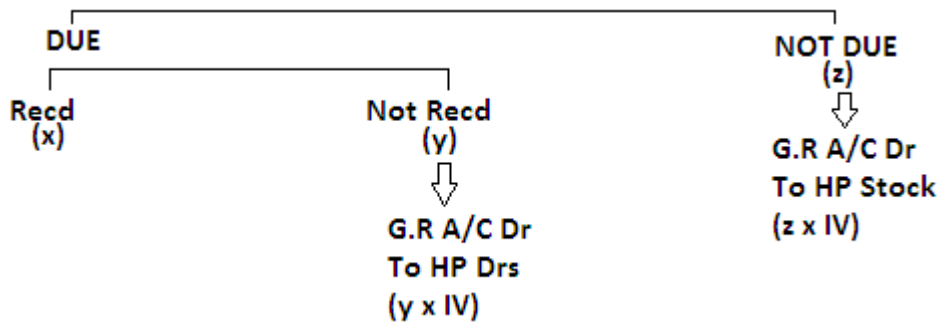 DUE
NOT DUE
(z)
Recd
(x)
Not Recd
(y)
G.R A/C Dr
To HP Stock
(z x IV)
G.R A/C Dr
To HP Drs
(y x IV)